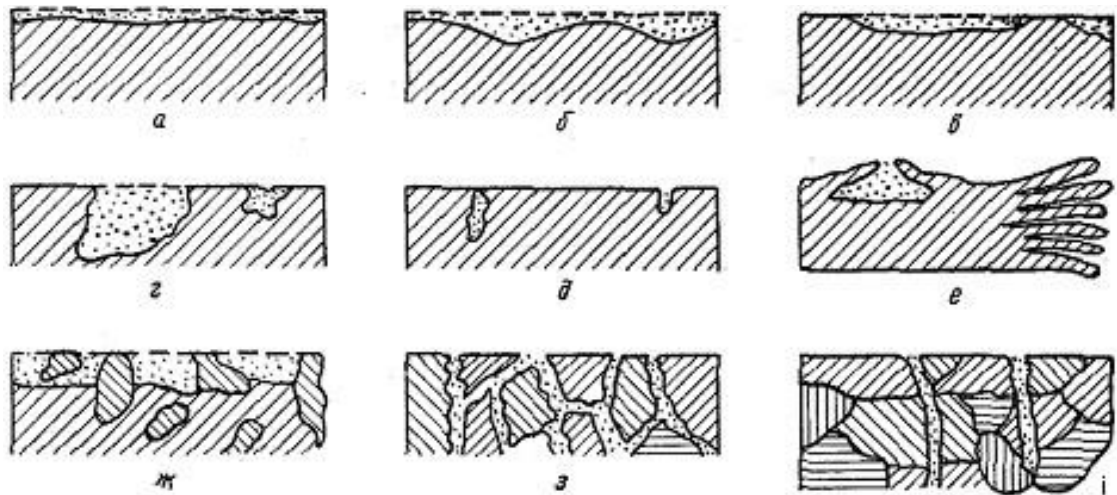 а б в
г д е
ж з